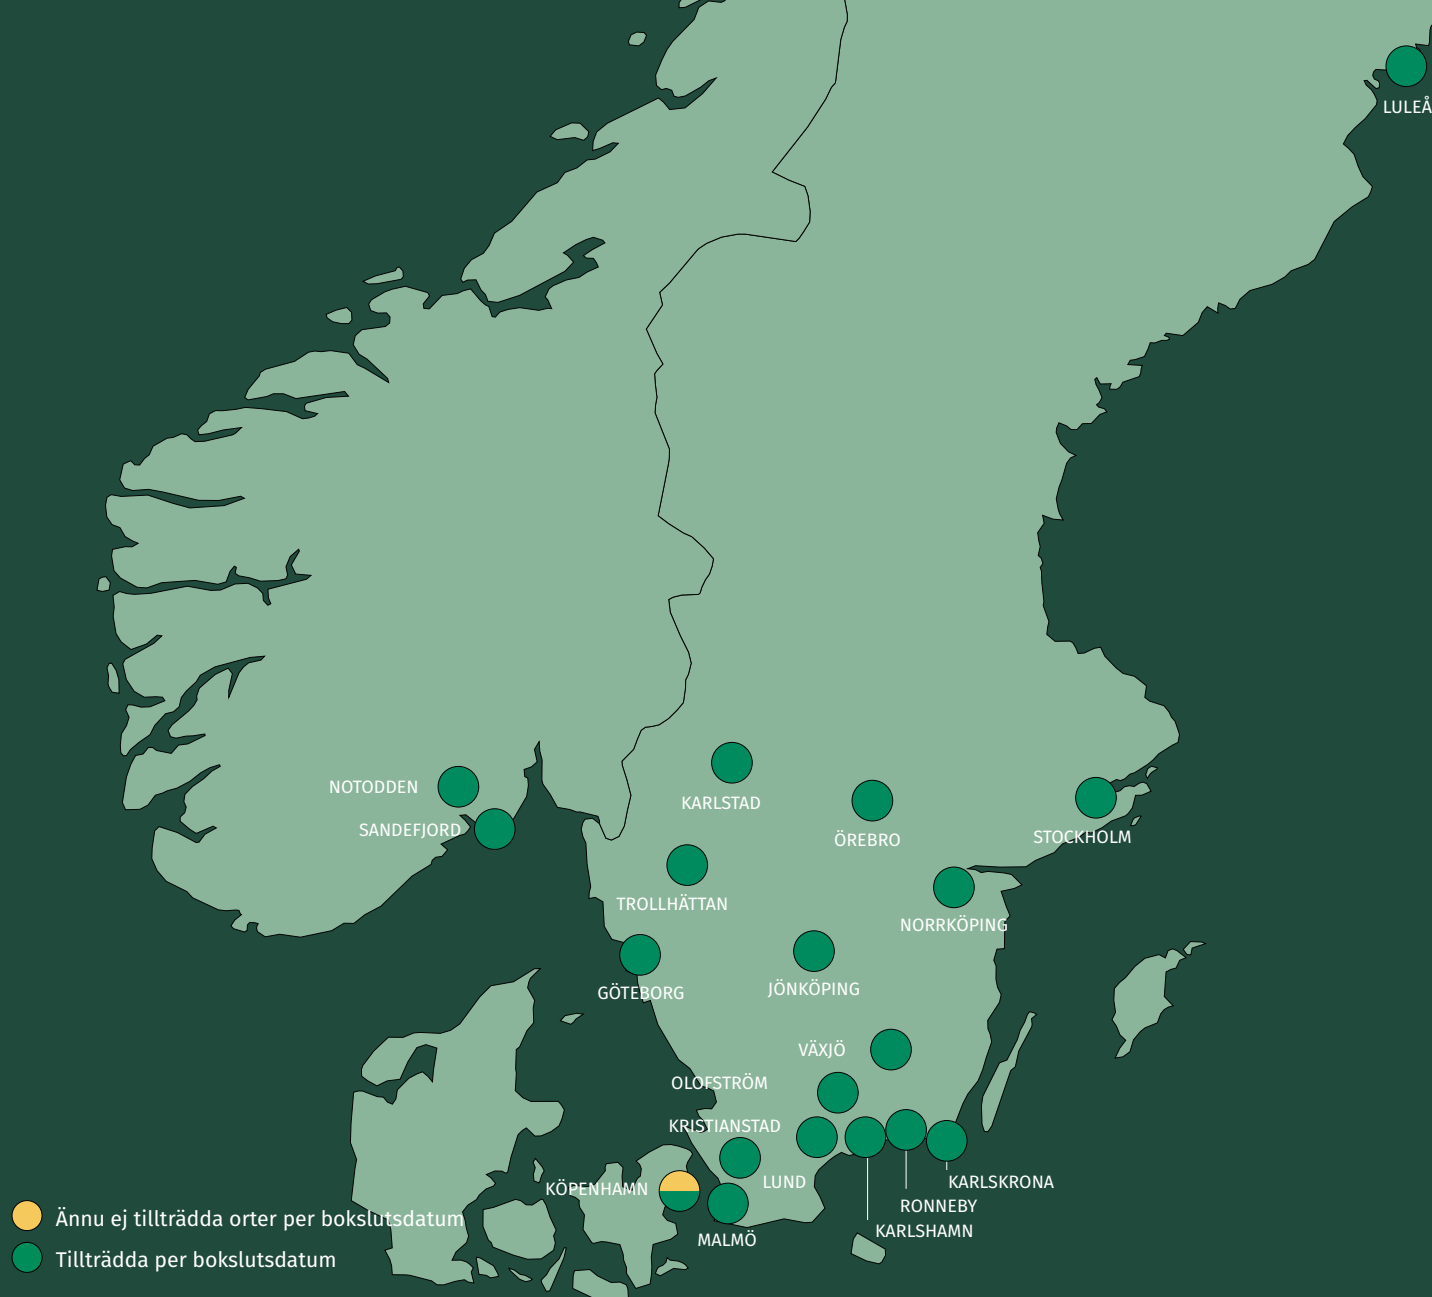 LULEÅ
NOTODDEN
KARLSTAD
SANDEFJORD
ÖREBRO
STOCKHOLM
TROLLHÄTTAN
NORRKÖPING
GÖTEBORG
JÖNKÖPING
VÄXJÖ
OLOFSTRÖM
KRISTIANSTAD
LUND
KARLSKRONA
KÖPENHAMN
RONNEBY
KARLSHAMN
MALMÖ
Ännu ej tillträdda orter per bokslutsdatum
Tillträdda per bokslutsdatum